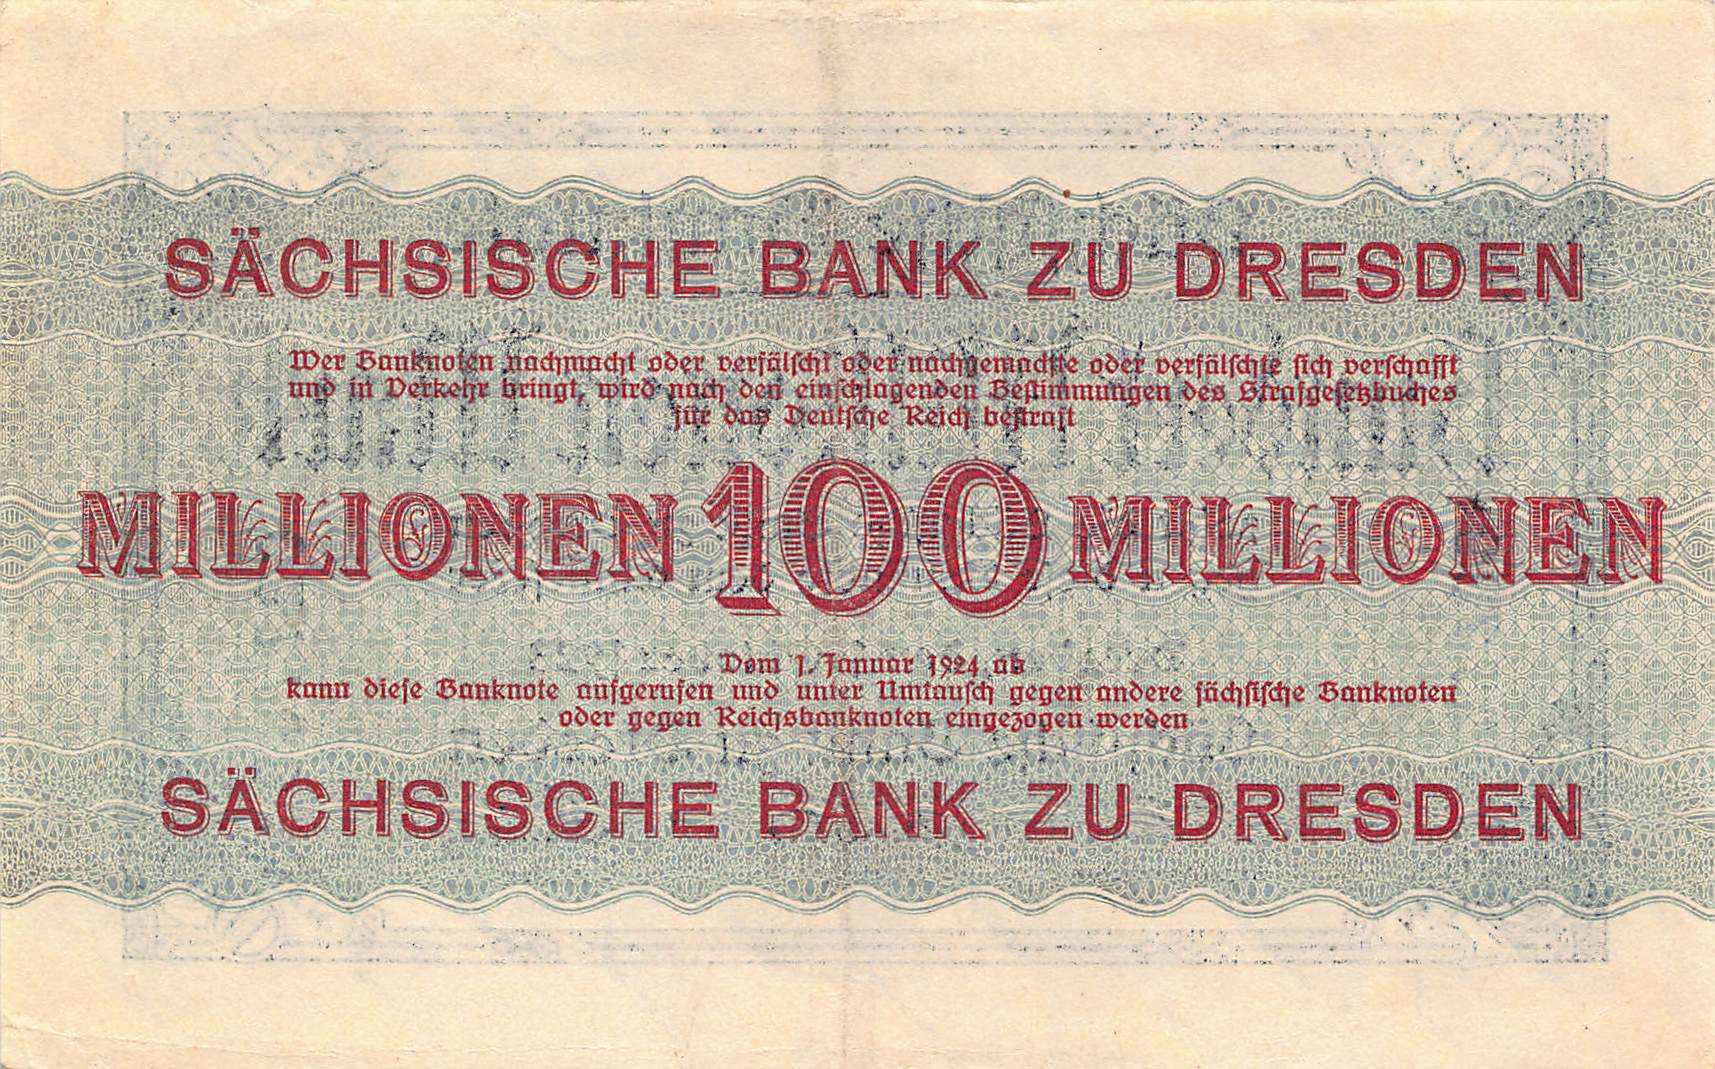 SÄCHSISCHE BANK ZU DRESDEN
Wer Banknoten nachmacht oder verfälscht oder nachgemachte oder verfälschte sich verschafft
und in Verkehr bringt, wird nach den einschlagenden Bestimmungen des Strafgesetzbuches
für das Deutsche Reich bestraft
MILLIONEN 100 MILLIONEN
Vom 1. Januar 1924 ab
kann diese Banknote aufgerufen und unter Umtausch gegen andere sächsische Banknoten
oder gegen Reichsbanknoten eingezogen werden
SÄCHSISCHE BANK ZU DRESDEN